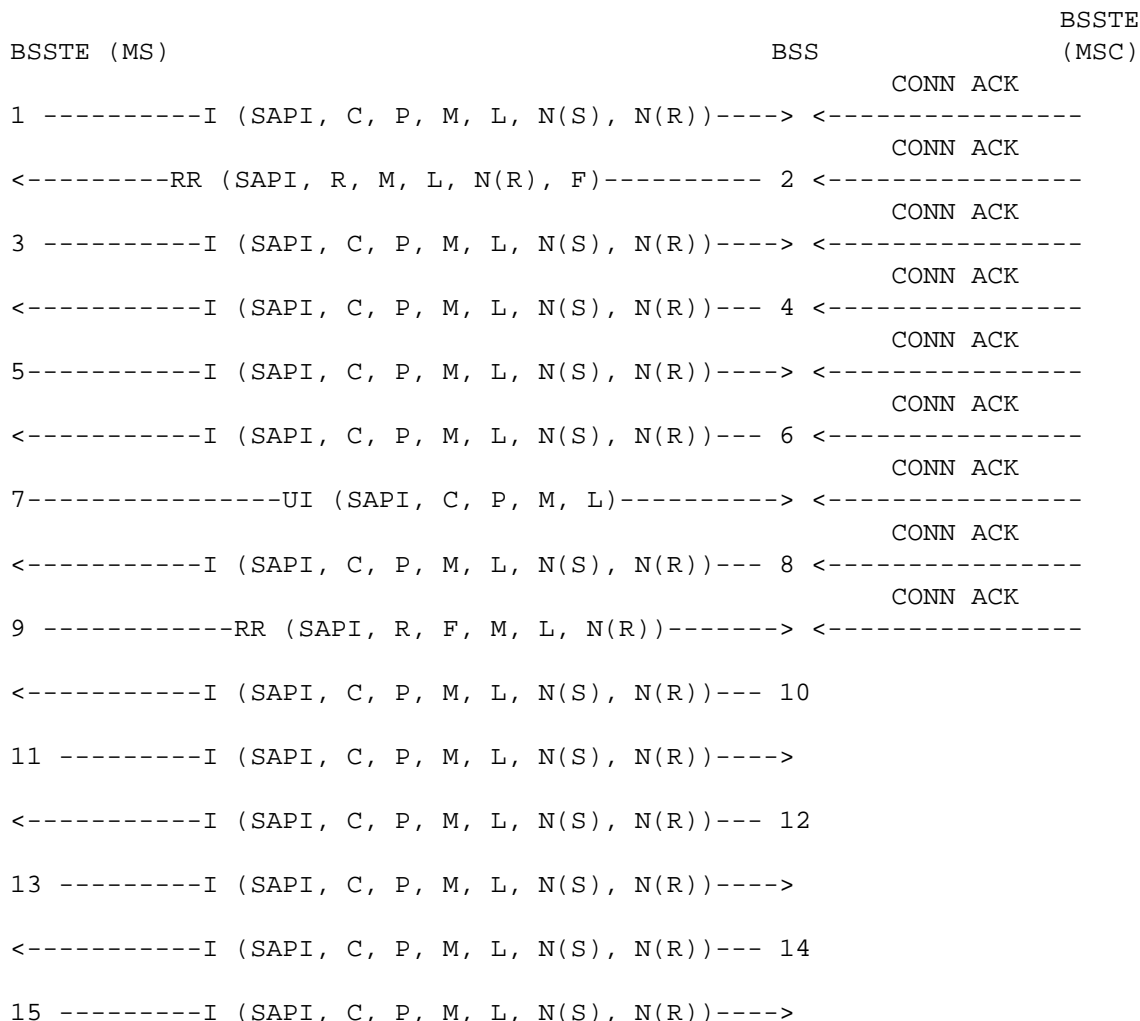 BSSTE
BSSTE (MS) BSS (MSC)
CONN ACK
1 ----------I (SAPI, C, P, M, L, N(S), N(R))----> <----------------
CONN ACK
<---------RR (SAPI, R, M, L, N(R), F)---------- 2 <----------------
CONN ACK
3 ----------I (SAPI, C, P, M, L, N(S), N(R))----> <----------------
CONN ACK
<-----------I (SAPI, C, P, M, L, N(S), N(R))--- 4 <----------------
CONN ACK
5-----------I (SAPI, C, P, M, L, N(S), N(R))----> <----------------
CONN ACK
<-----------I (SAPI, C, P, M, L, N(S), N(R))--- 6 <----------------
CONN ACK
7----------------UI (SAPI, C, P, M, L)----------> <----------------
CONN ACK
<-----------I (SAPI, C, P, M, L, N(S), N(R))--- 8 <----------------
CONN ACK
9 ------------RR (SAPI, R, F, M, L, N(R))-------> <----------------
<-----------I (SAPI, C, P, M, L, N(S), N(R))--- 10
11 ---------I (SAPI, C, P, M, L, N(S), N(R))---->
<-----------I (SAPI, C, P, M, L, N(S), N(R))--- 12
13 ---------I (SAPI, C, P, M, L, N(S), N(R))---->
<-----------I (SAPI, C, P, M, L, N(S), N(R))--- 14
15 ---------I (SAPI, C, P, M, L, N(S), N(R))---->